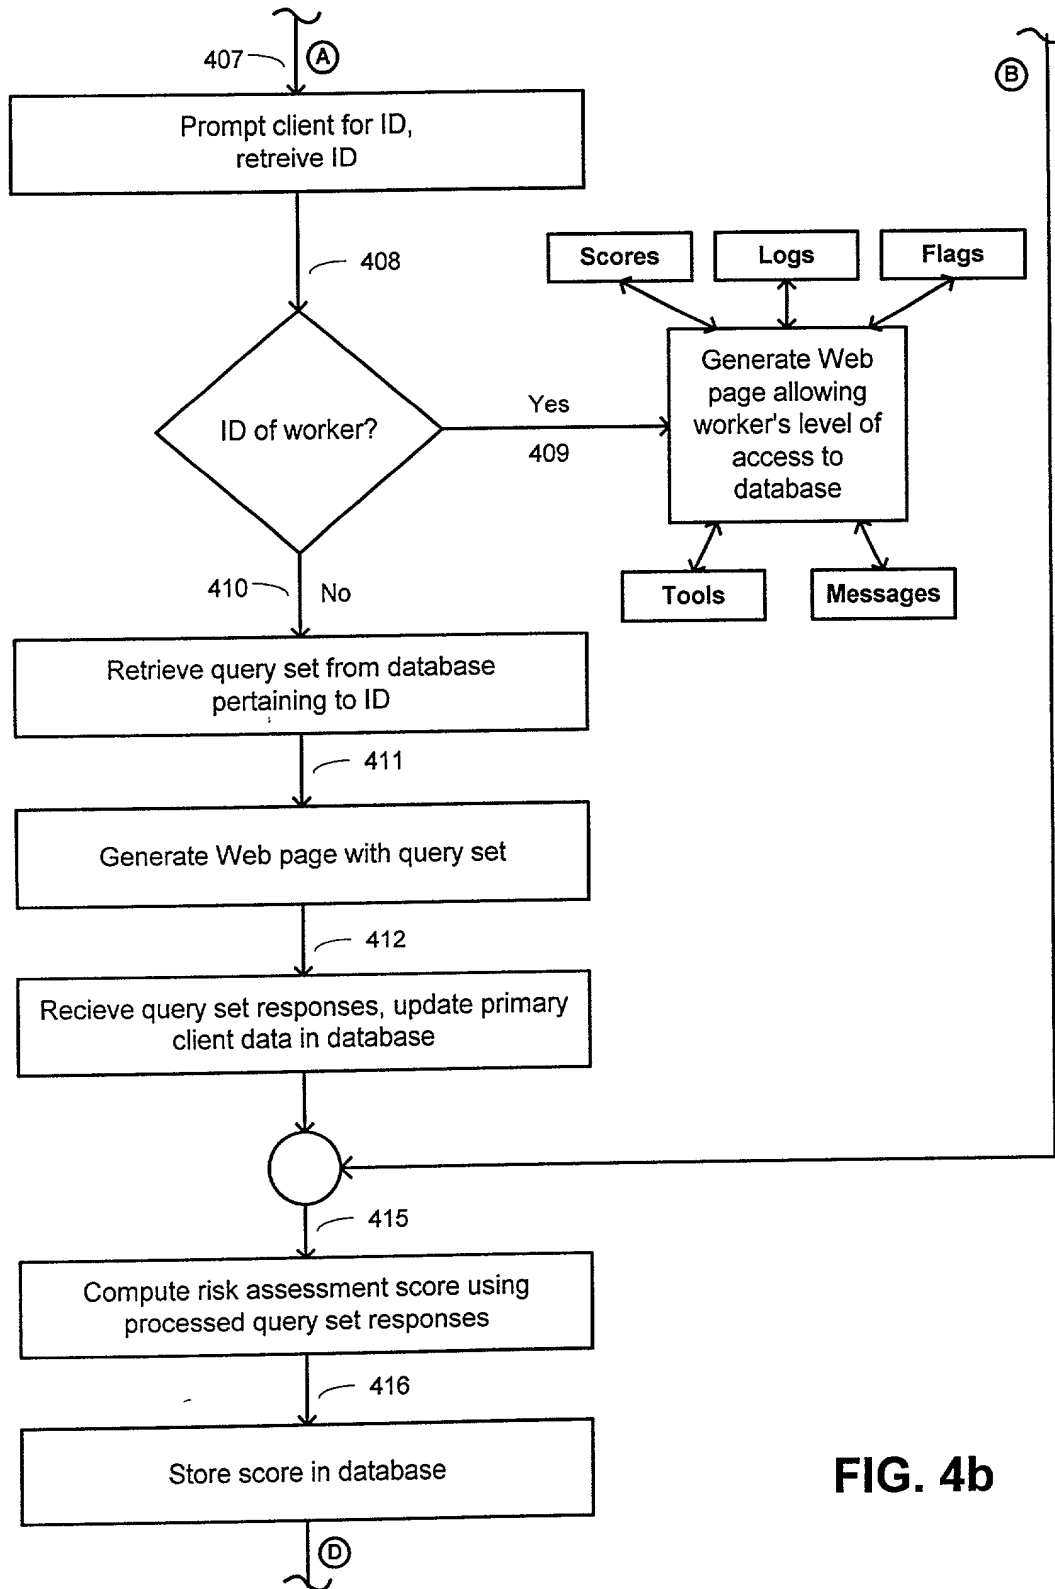 407
A
B
Prompt client for ID,
retreive ID
408
Scores
Logs
Flags
Generate Web
page allowing
worker's level of
access to
database
ID of worker?
Yes
409
Tools
Messages
410
No
Retrieve query set from database
pertaining to ID
411
Generate Web page with query set
412
Recieve query set responses, update primary
client data in database
415
Compute risk assessment score using
processed query set responses
416
Store score in database
FIG. 4b
D